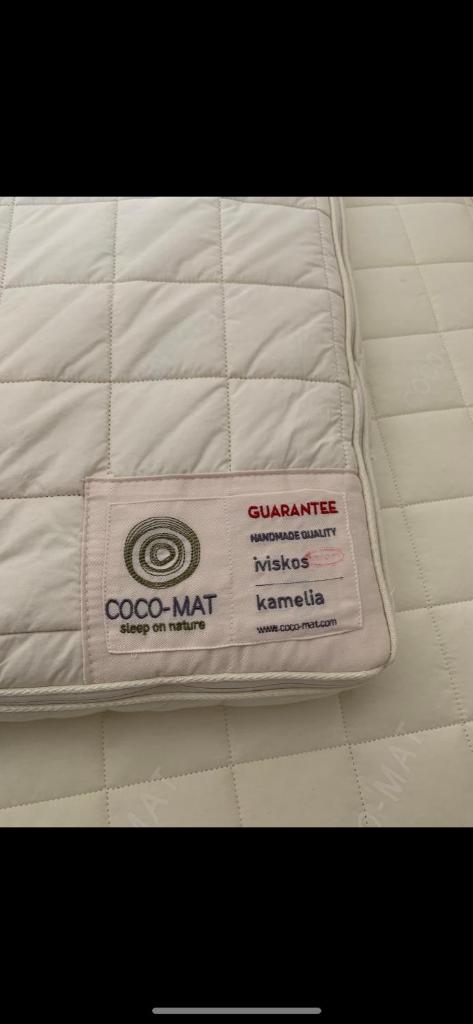 GUARANTEE
HANDMADE QUALITY
iviskos
kamelia
www.coco-mat.com
COCO-MAT
sleep on nature